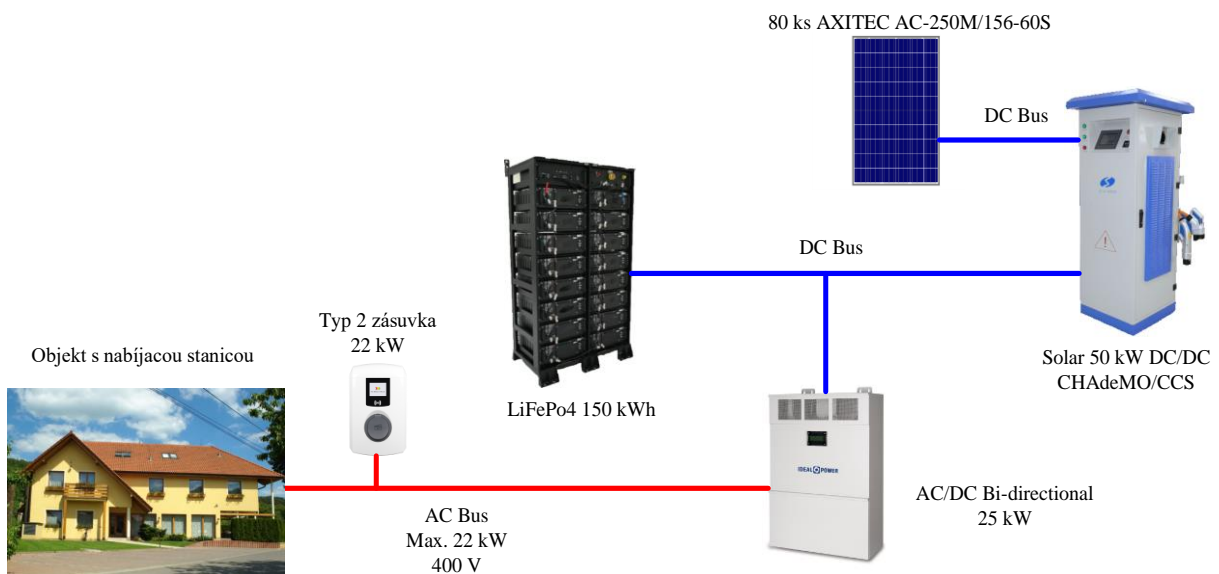 80 ks AXITEC AC-250M/156-60S
DC Bus
DC Bus
Typ 2 zásuvka
22 kW
Objekt s nabíjacou stanicou
Solar 50 kW DC/DC
CHAdeMO/CCS
LiFePo4 150 kWh
IDEAL POWER
AC/DC Bi-directional
25 kW
AC Bus
Max. 22 kW
400 V